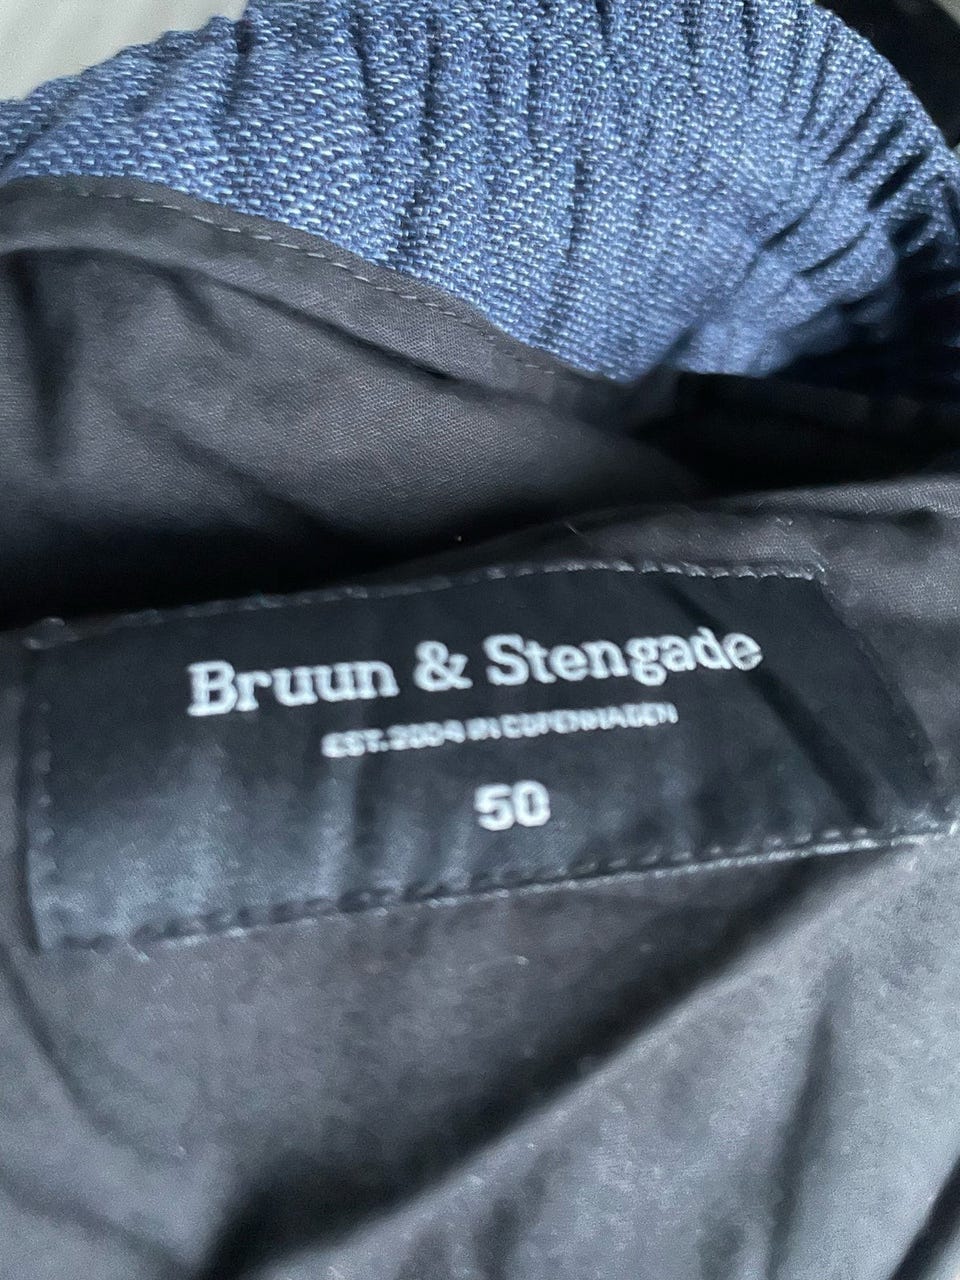 Bruun & Stengade
EST. 2004 IN COPENHAGEN
50